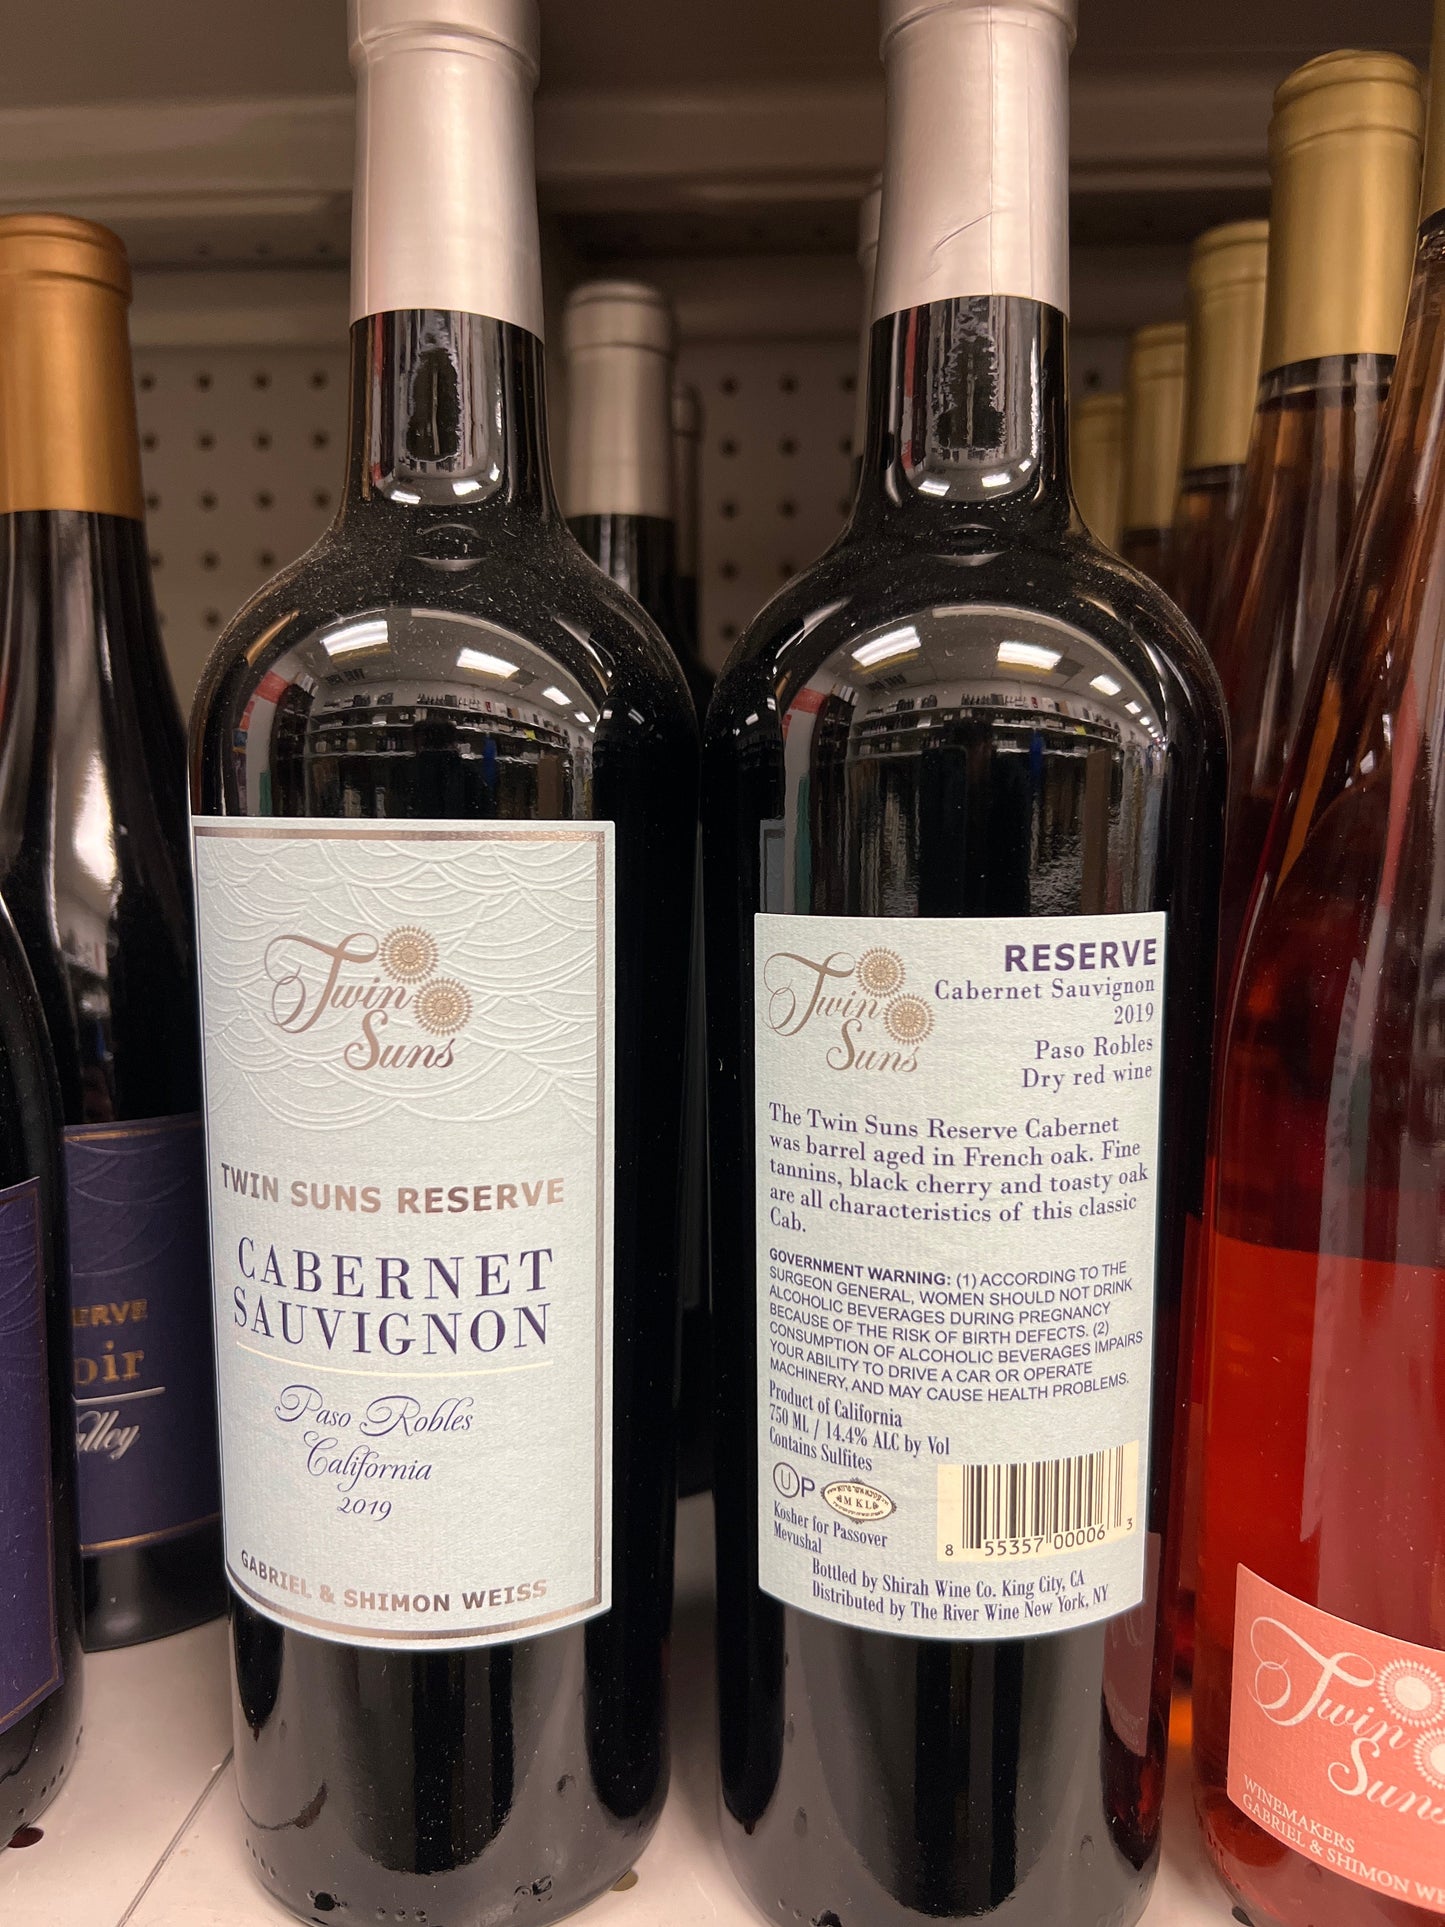 Twin
Suns
TWIN SUNS RESERVE
CABERNET
SAUVIGNON
Paso Robles
California
2019
GABRIEL & SHIMON WEISS
Twin
Suns
RESERVE
Cabernet Sauvignon
2019
Paso Robles
Dry red wine
The Twin Suns Reserve Cabernet
was barrel aged in French oak. Fine
tannins, black cherry and toasty oak
are all characteristics of this classic
Cab.
GOVERNMENT WARNING: (1) ACCORDING TO THE
SURGEON GENERAL, WOMEN SHOULD NOT DRINK
ALCOHOLIC BEVERAGES DURING PREGNANCY
BECAUSE OF THE RISK OF BIRTH DEFECTS. (2)
CONSUMPTION OF ALCOHOLIC BEVERAGES IMPAIRS
YOUR ABILITY TO DRIVE A CAR OR OPERATE
MACHINERY, AND MAY CAUSE HEALTH PROBLEMS.
Product of California
750 ML / 14.4% ALC by Vol
Contains Sulfites
UP
MKL
Kosher for Passover
Mevushal
8 55357 00006 3
Bottled by Shirah Wine Co. King City, CA
Distributed by The River Wine New York, NY
ERVE
oir
alley
Twin
Suns
WINEMAKERS
GABRIEL & SHIMON WE